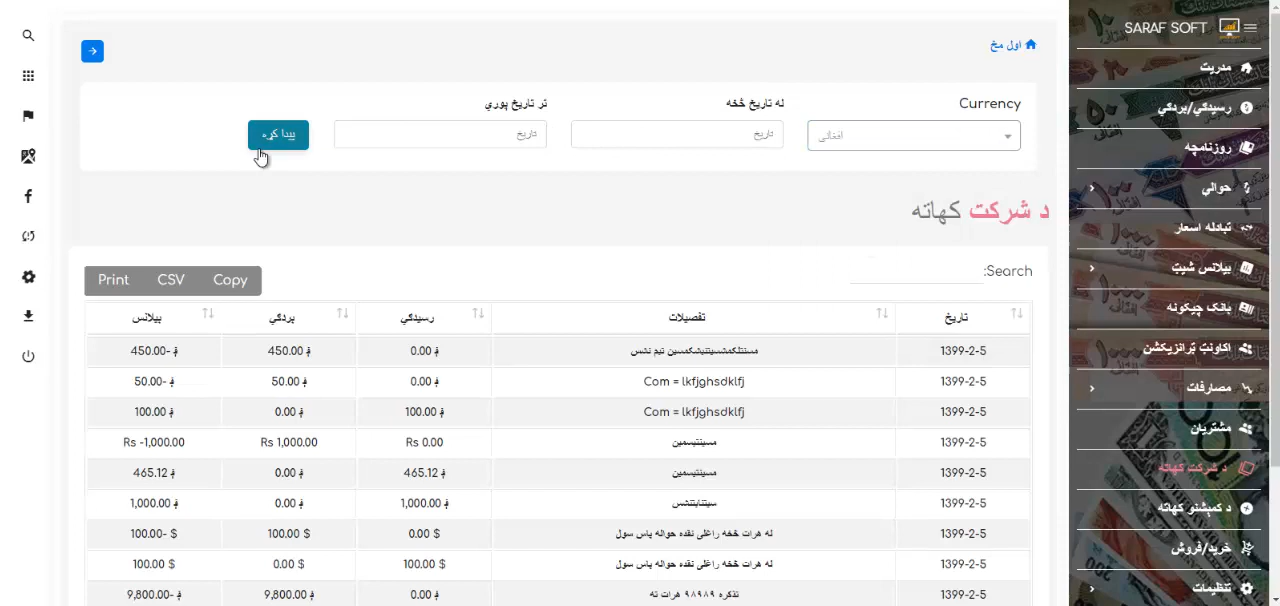 SARAF SOFT
مدریت
رسیدګي/بردګي
روزنامچه
حوالي
تبادله اسعار
بیلانس شیټ
بانک چیکونه
اکاونټ ټرانزیکشن
مصارفات
مشتریان
د شرکت کهاته
د کمېشنو کهاته
خرید/فروش
تنظیمات
اول مخ
Currency
له تاریخ څخه
تر تاریخ پوري
افغانی
تاریخ
تاریخ
پیدا کړه
د شرکت کهاته
Print CSV Copy
Search:
تاریخ تفصیلات رسیدګي بردګي بیلانس
1399-2-5 ؋ 0.00 ؋ 450.00 ؋ -450.00
1399-2-5 Com = lkfjghsdklfj ؋ 0.00 ؋ 50.00 ؋ -50.00
1399-2-5 Com = lkfjghsdklfj ؋ 100.00 ؋ 0.00 ؋ 100.00
1399-2-5 Rs 0.00 Rs 1,000.00 Rs -1,000.00
1399-2-5 ؋ 465.12 ؋ 0.00 ؋ 465.12
1399-2-5 ؋ 1,000.00 ؋ 0.00 ؋ 1,000.00
1399-2-5 له هرات څخه راغلی نقده حواله پاس سول $ 0.00 $ 100.00 $ -100.00
1399-2-5 له هرات څخه راغلی نقده حواله پاس سول $ 100.00 $ 0.00 $ 100.00
1399-2-5 تذکره ۹۸۹۸۹ هرات ته ؋ 0.00 ؋ 9,800.00 ؋ -9,800.00